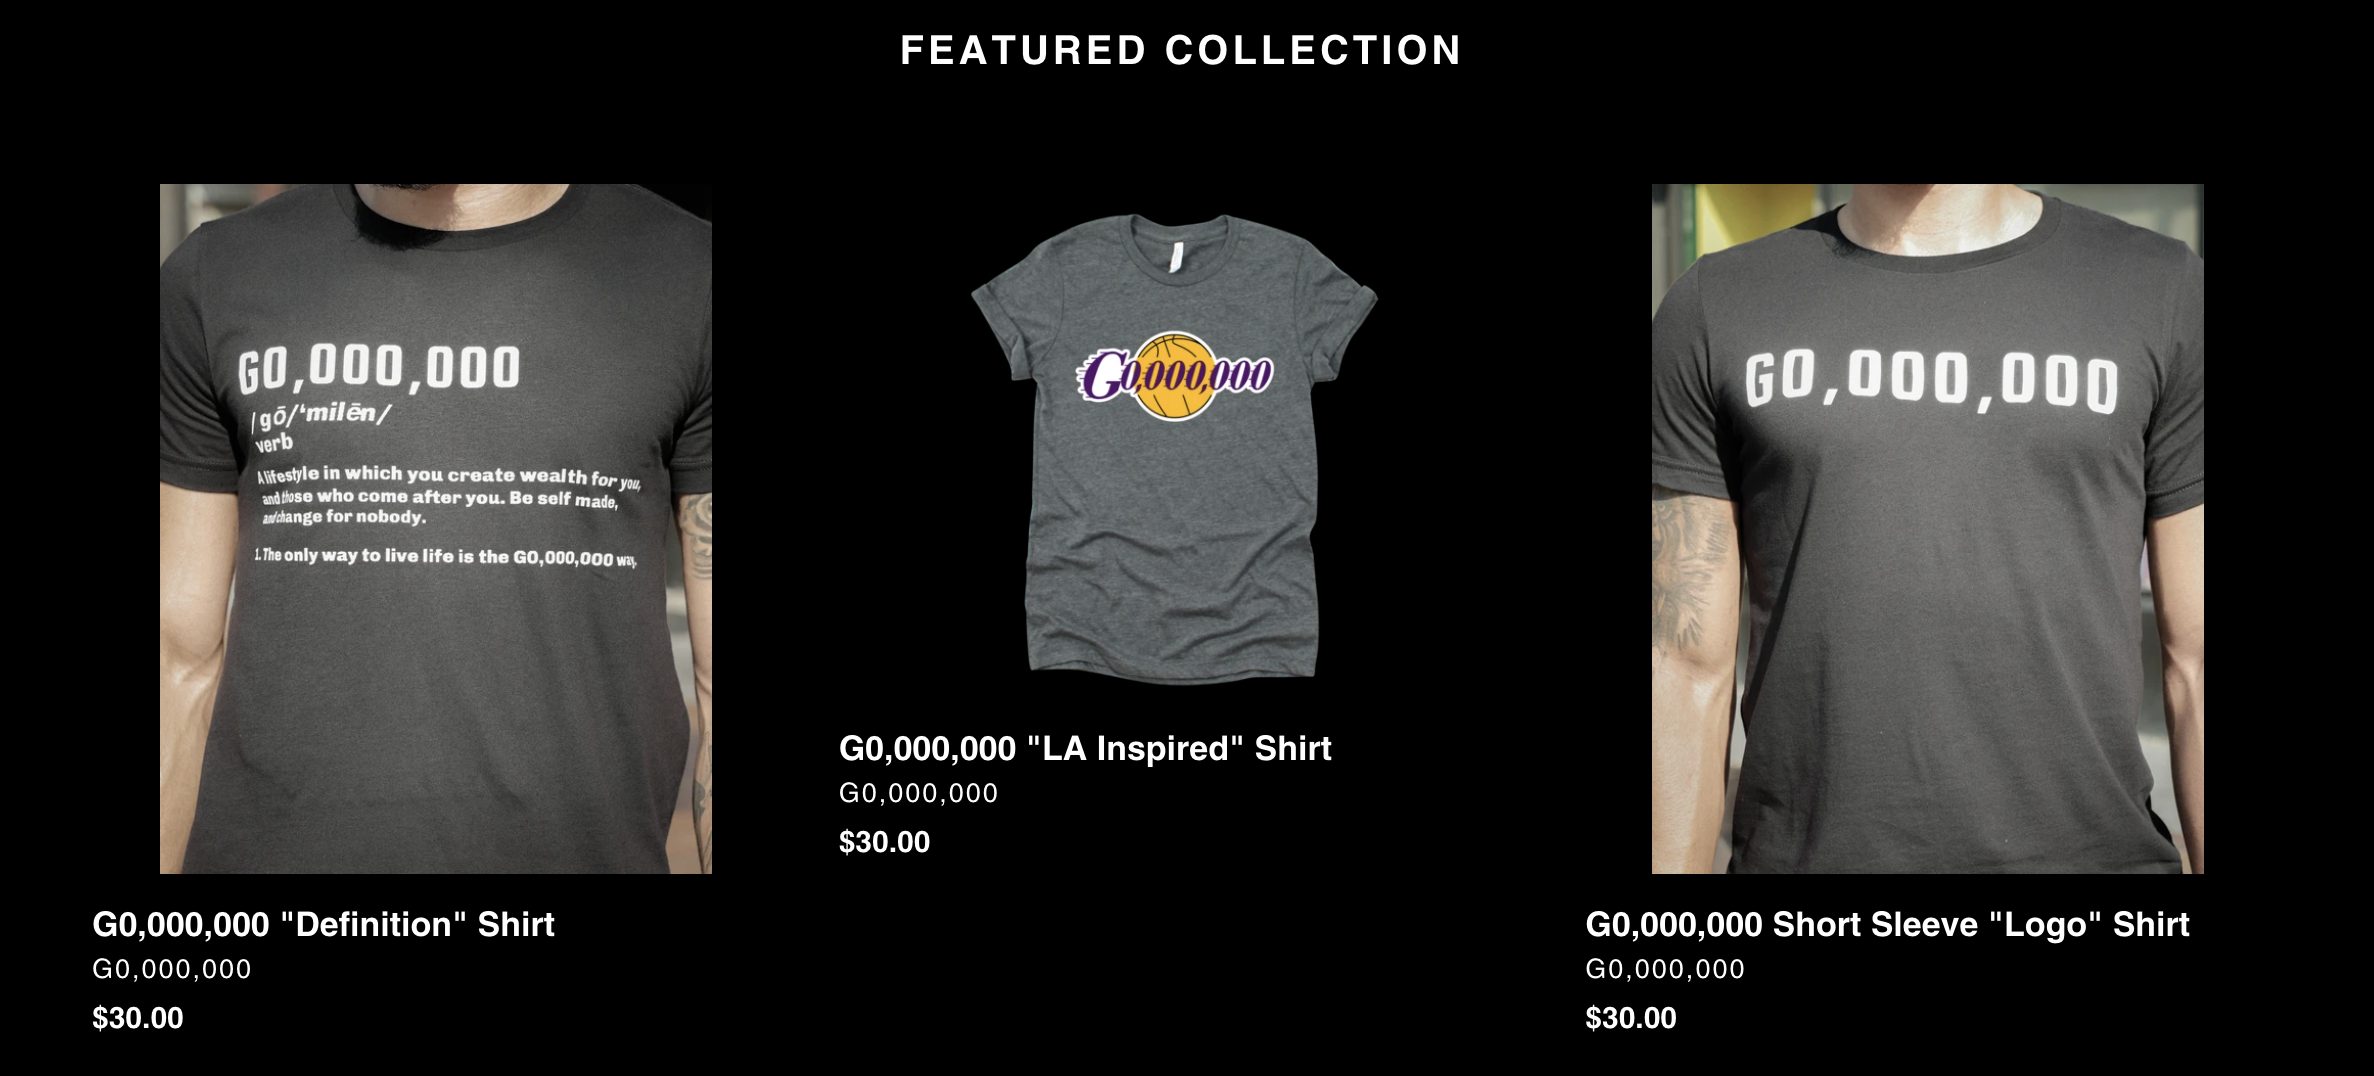 FEATURED COLLECTION
GO,000,000
/gō/‘milēn/
verb
A lifestyle in which you create wealth for you,
and those who come after you. Be self made,
and change for nobody.
1. The only way to live life is the GO,000,000 way.
G0,000,000 "Definition" Shirt
G0,000,000
$30.00
G0,000,000
G0,000,000 "LA Inspired" Shirt
G0,000,000
$30.00
GO,000,000
G0,000,000 Short Sleeve "Logo" Shirt
G0,000,000
$30.00